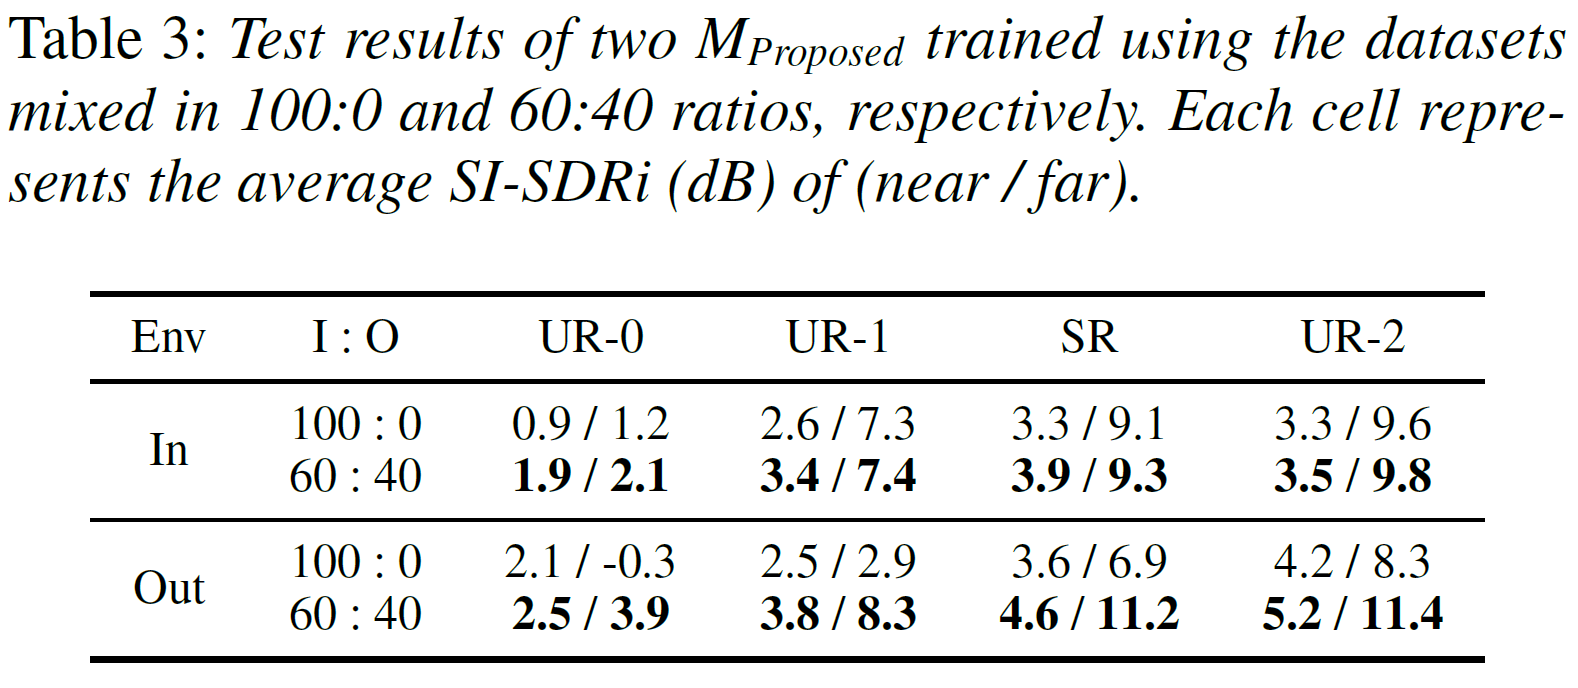 Table 3: Test results of two M_Proposed trained using the datasets
mixed in 100:0 and 60:40 ratios, respectively. Each cell repre-
sents the average SI-SDRi (dB) of (near / far).
Env I : O UR-0 UR-1 SR UR-2
In
100 : 0 0.9 / 1.2 2.6 / 7.3 3.3 / 9.1 3.3 / 9.6
60 : 40 1.9 / 2.1 3.4 / 7.4 3.9 / 9.3 3.5 / 9.8
Out
100 : 0 2.1 / -0.3 2.5 / 2.9 3.6 / 6.9 4.2 / 8.3
60 : 40 2.5 / 3.9 3.8 / 8.3 4.6 / 11.2 5.2 / 11.4